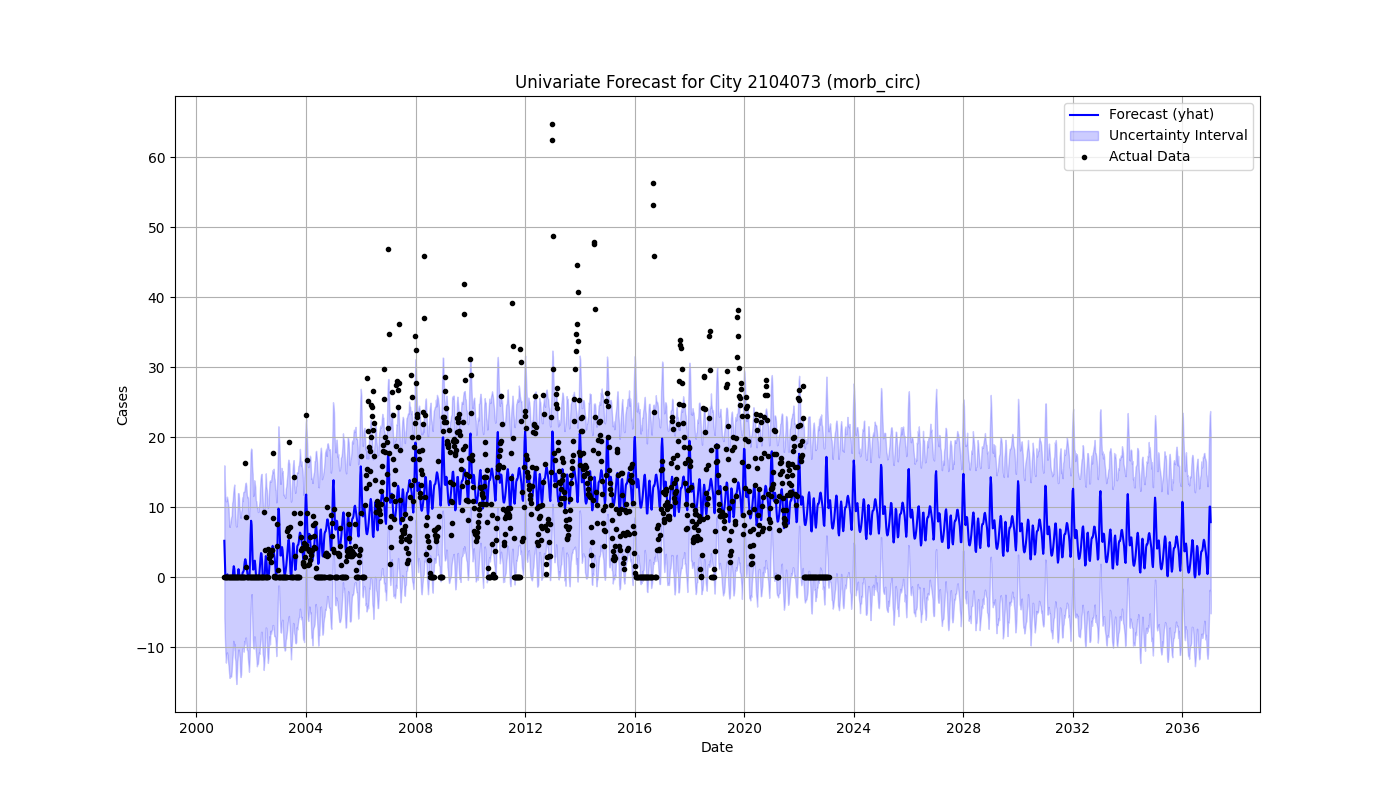 Univariate Forecast for City 2104073 (morb_circ)
Forecast (yhat)
Uncertainty Interval
Actual Data
Cases
60
50
40
30
20
10
0
−10
2000 2004 2008 2012 2016 2020 2024 2028 2032 2036
Date